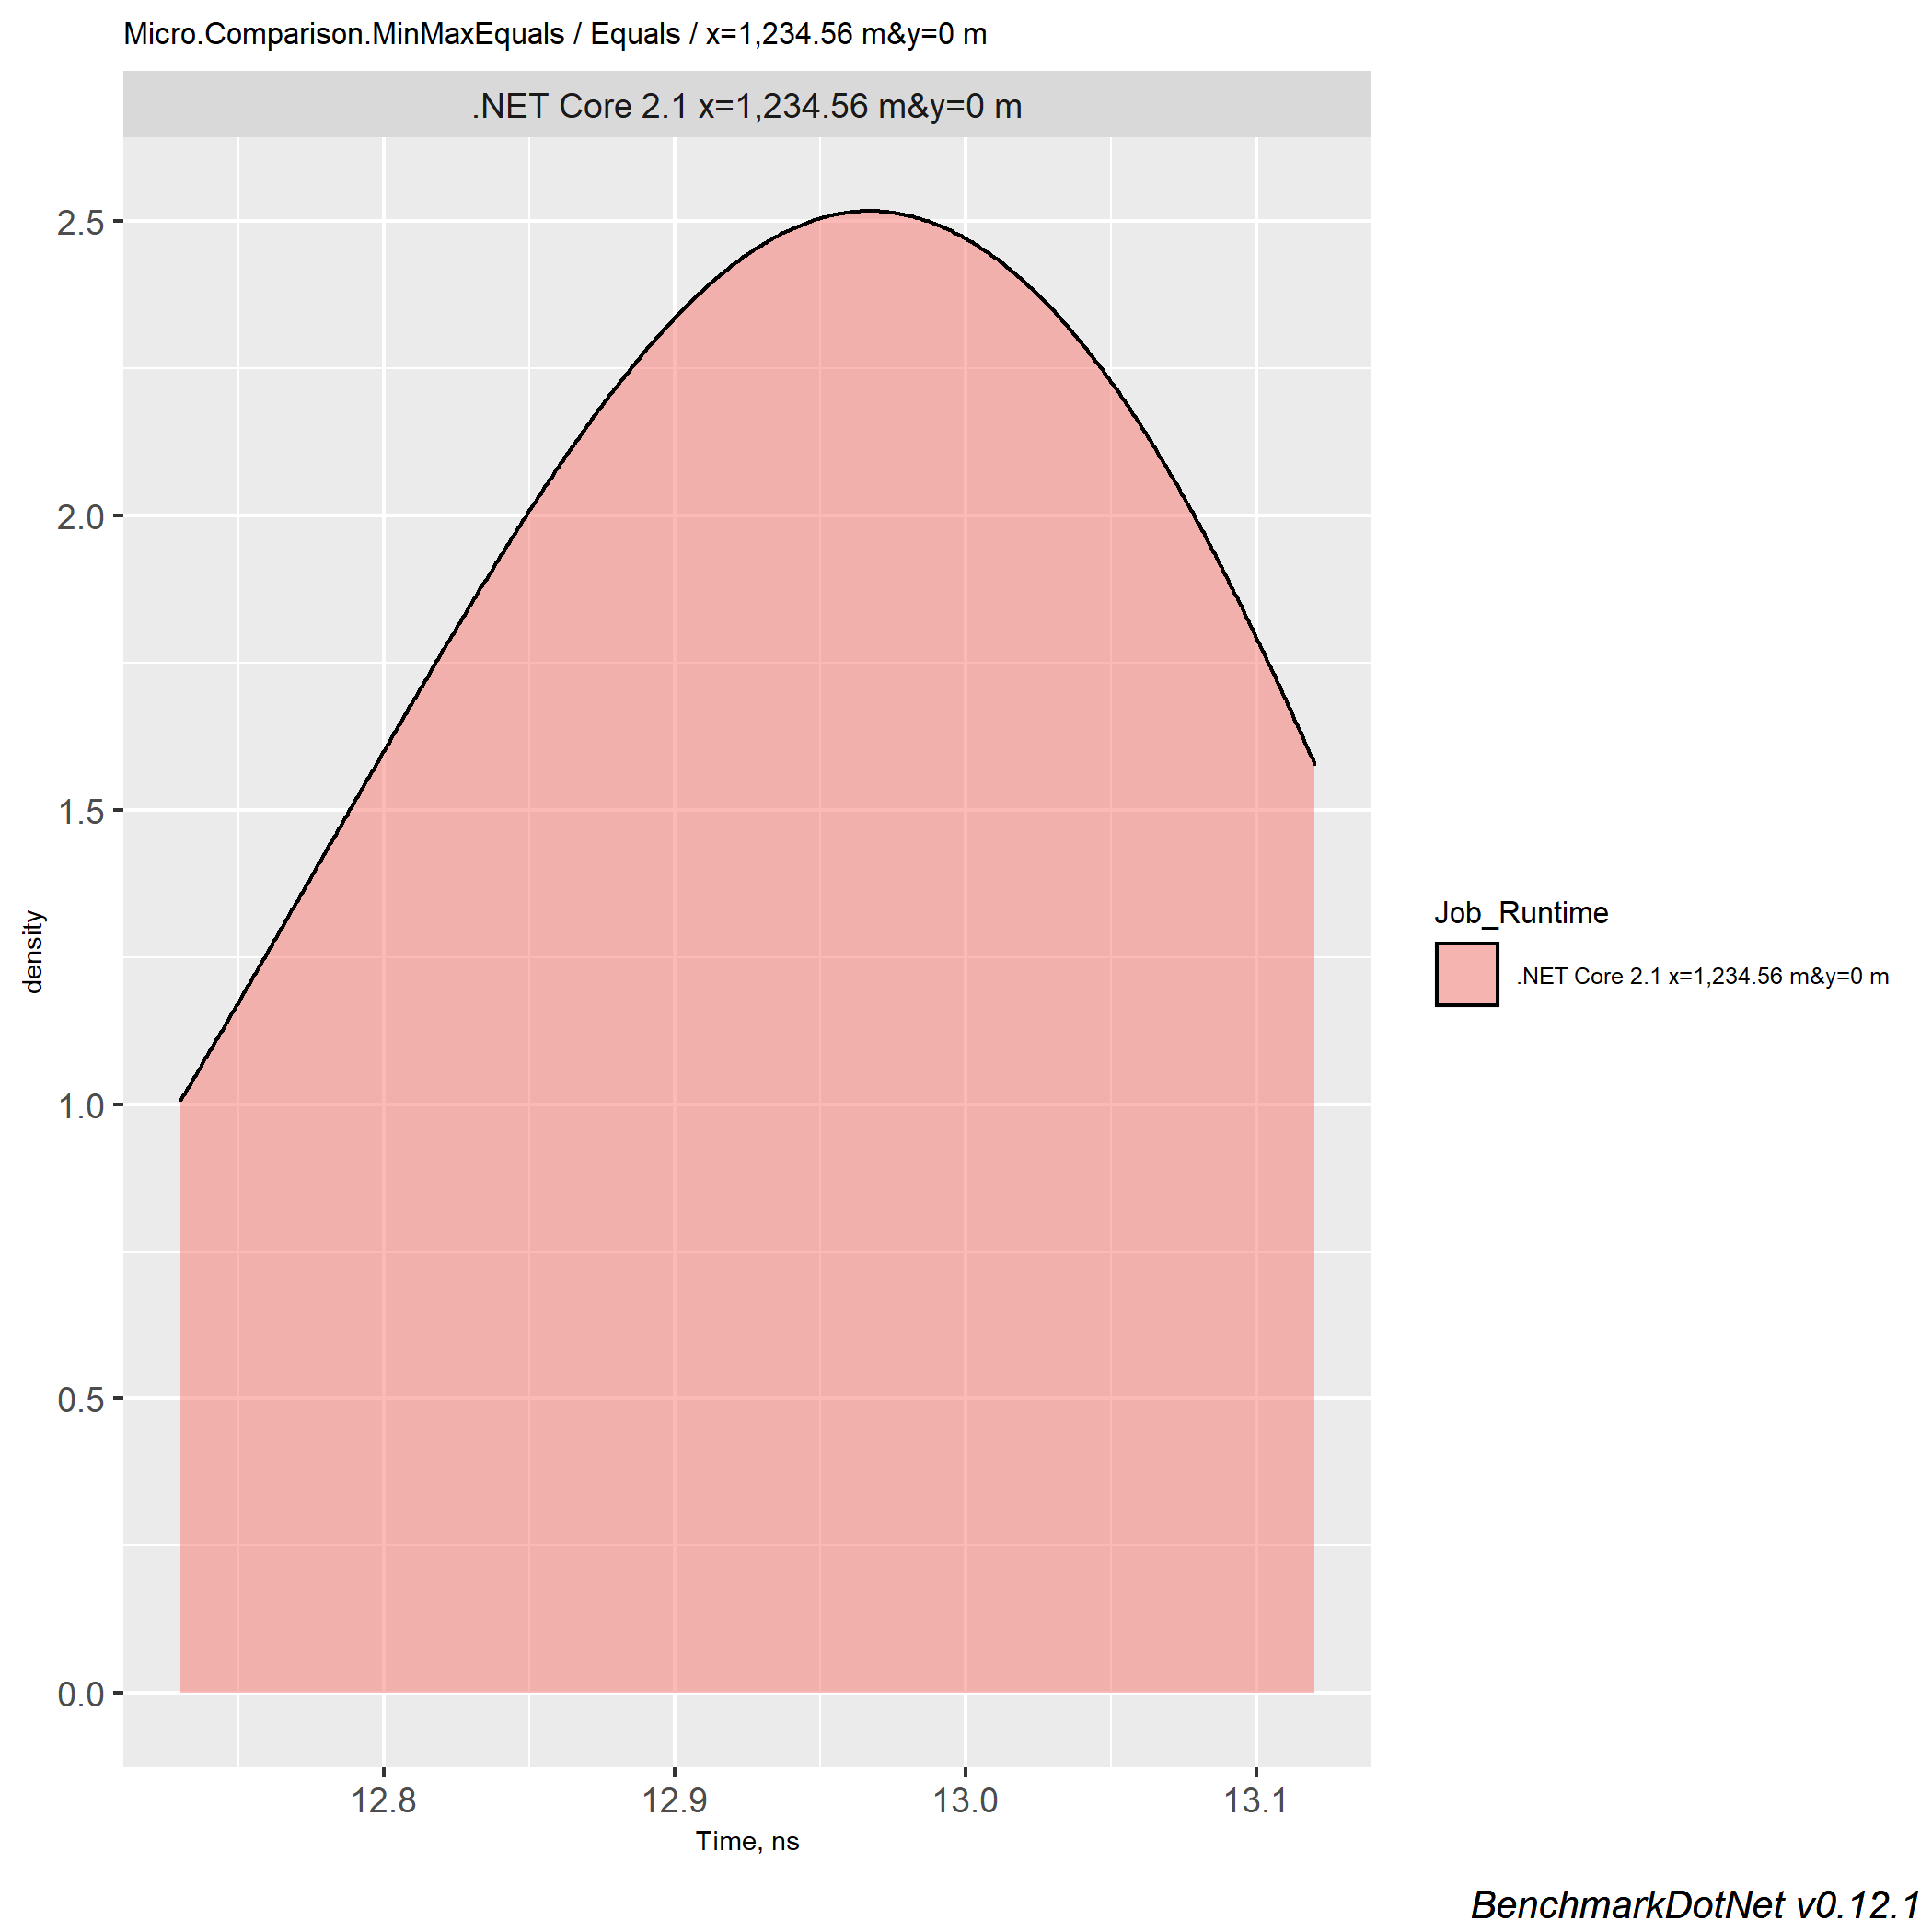 Micro.Comparison.MinMaxEquals / Equals / x=1,234.56 m&y=0 m
.NET Core 2.1 x=1,234.56 m&y=0 m
2.5
2.0
1.5
1.0
0.5
0.0
density
12.8 12.9 13.0 13.1
Time, ns
Job_Runtime
.NET Core 2.1 x=1,234.56 m&y=0 m
BenchmarkDotNet v0.12.1